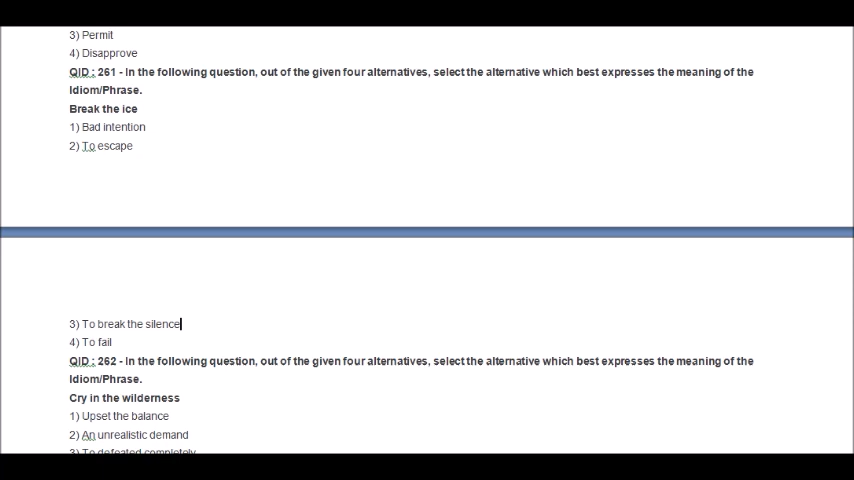 3) Permit
4) Disapprove
QID : 261 - In the following question, out of the given four alternatives, select the alternative which best expresses the meaning of the
Idiom/Phrase.
Break the ice
1) Bad intention
2) To escape
3) To break the silence
4) To fail
QID : 262 - In the following question, out of the given four alternatives, select the alternative which best expresses the meaning of the
Idiom/Phrase.
Cry in the wilderness
1) Upset the balance
2) An unrealistic demand
3) To defeated completely